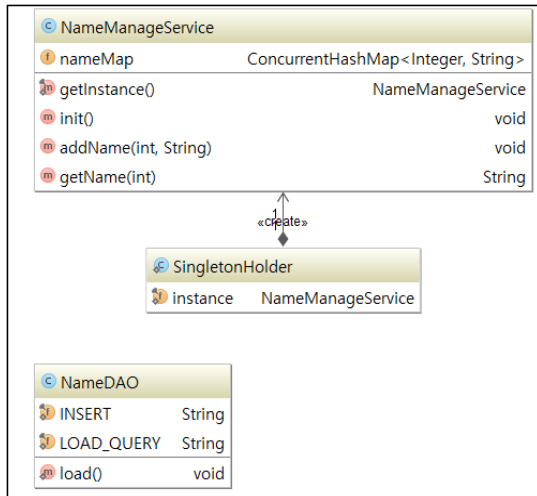 NameManageService
nameMap ConcurrentHashMap<Integer, String>
getInstance() NameManageService
init() void
addName(int, String) void
getName(int) String
«create»
1
1
SingletonHolder
instance NameManageService
NameDAO
INSERT String
LOAD_QUERY String
load() void